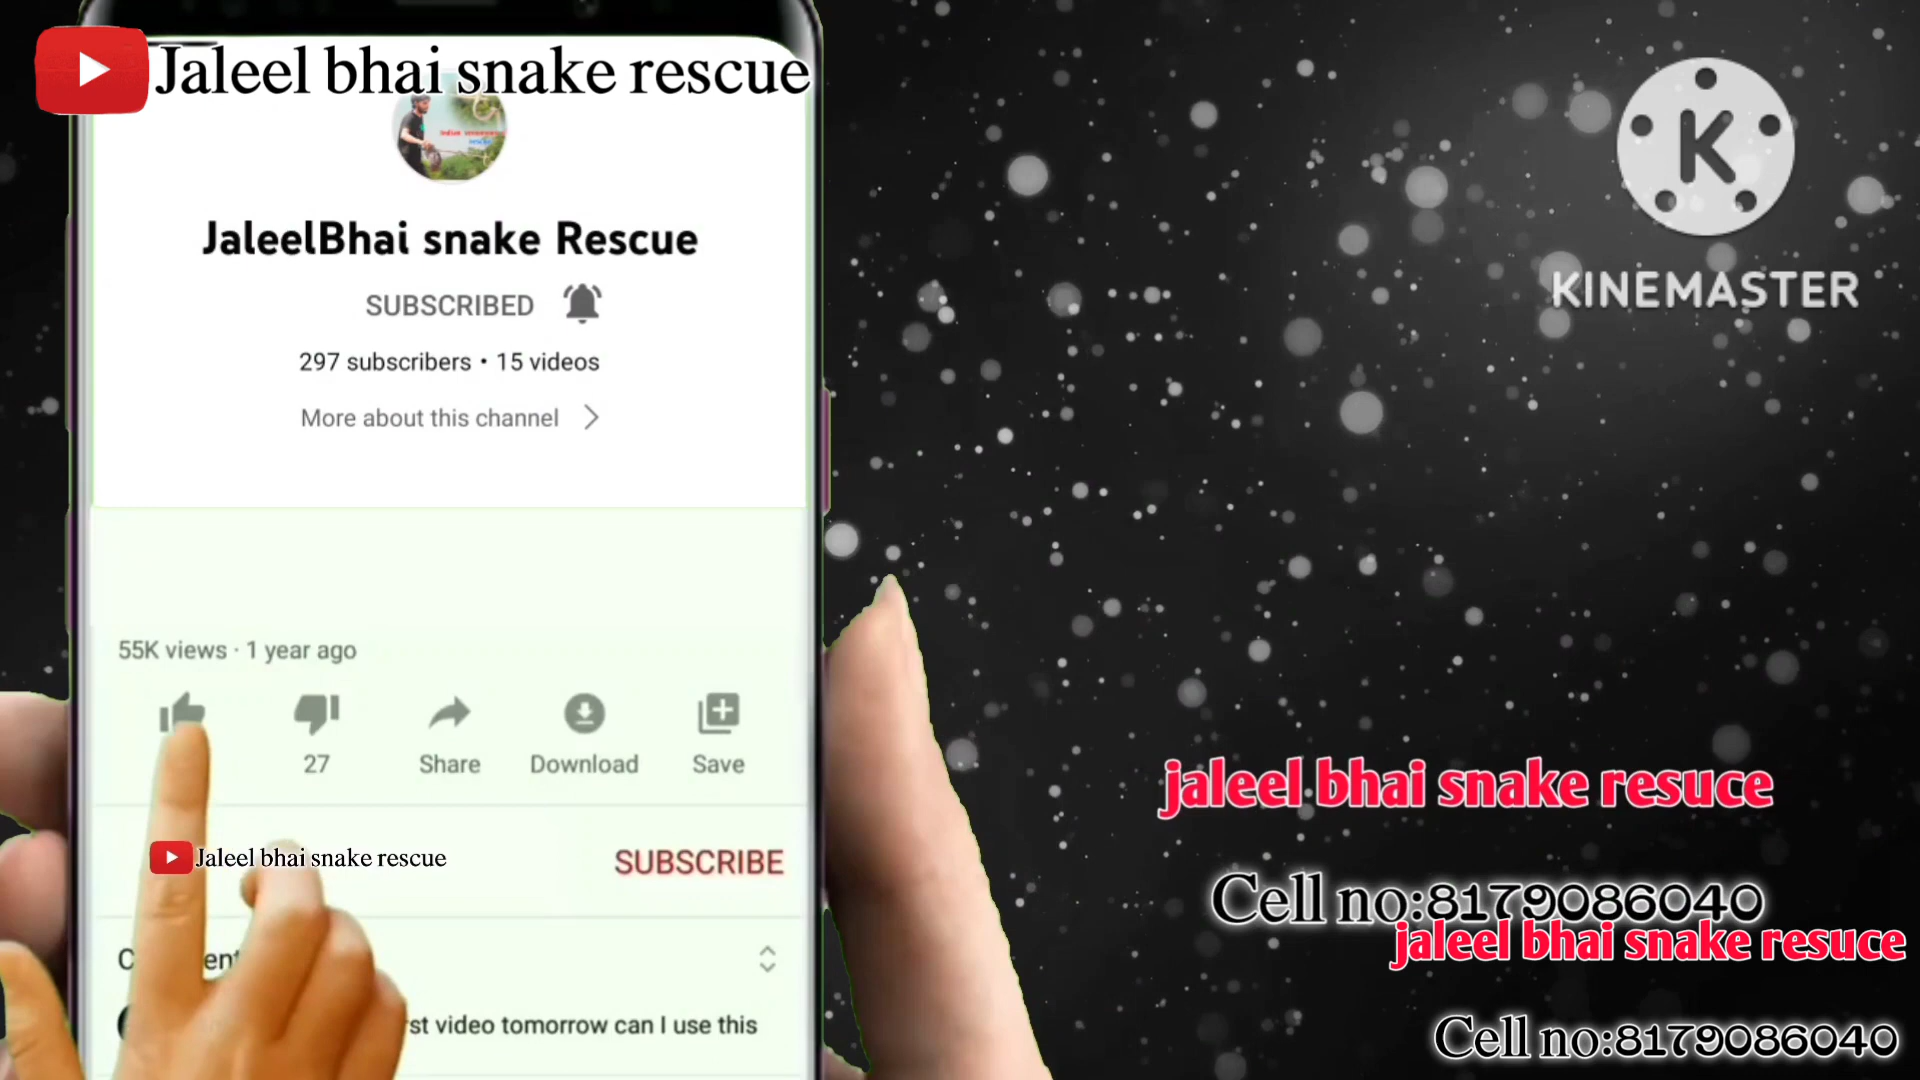 Jaleel bhai snake rescue
JaleelBhai snake Rescue
SUBSCRIBED
297 subscribers • 15 videos
More about this channel
55K views · 1 year ago
27
Share
Download
Save
Jaleel bhai snake rescue
SUBSCRIBE
video tomorrow can I use this
K
KINEMASTER
jaleel bhai snake resuce
Cell no:8179086040
jaleel bhai snake resuce
Cell no:8179086040